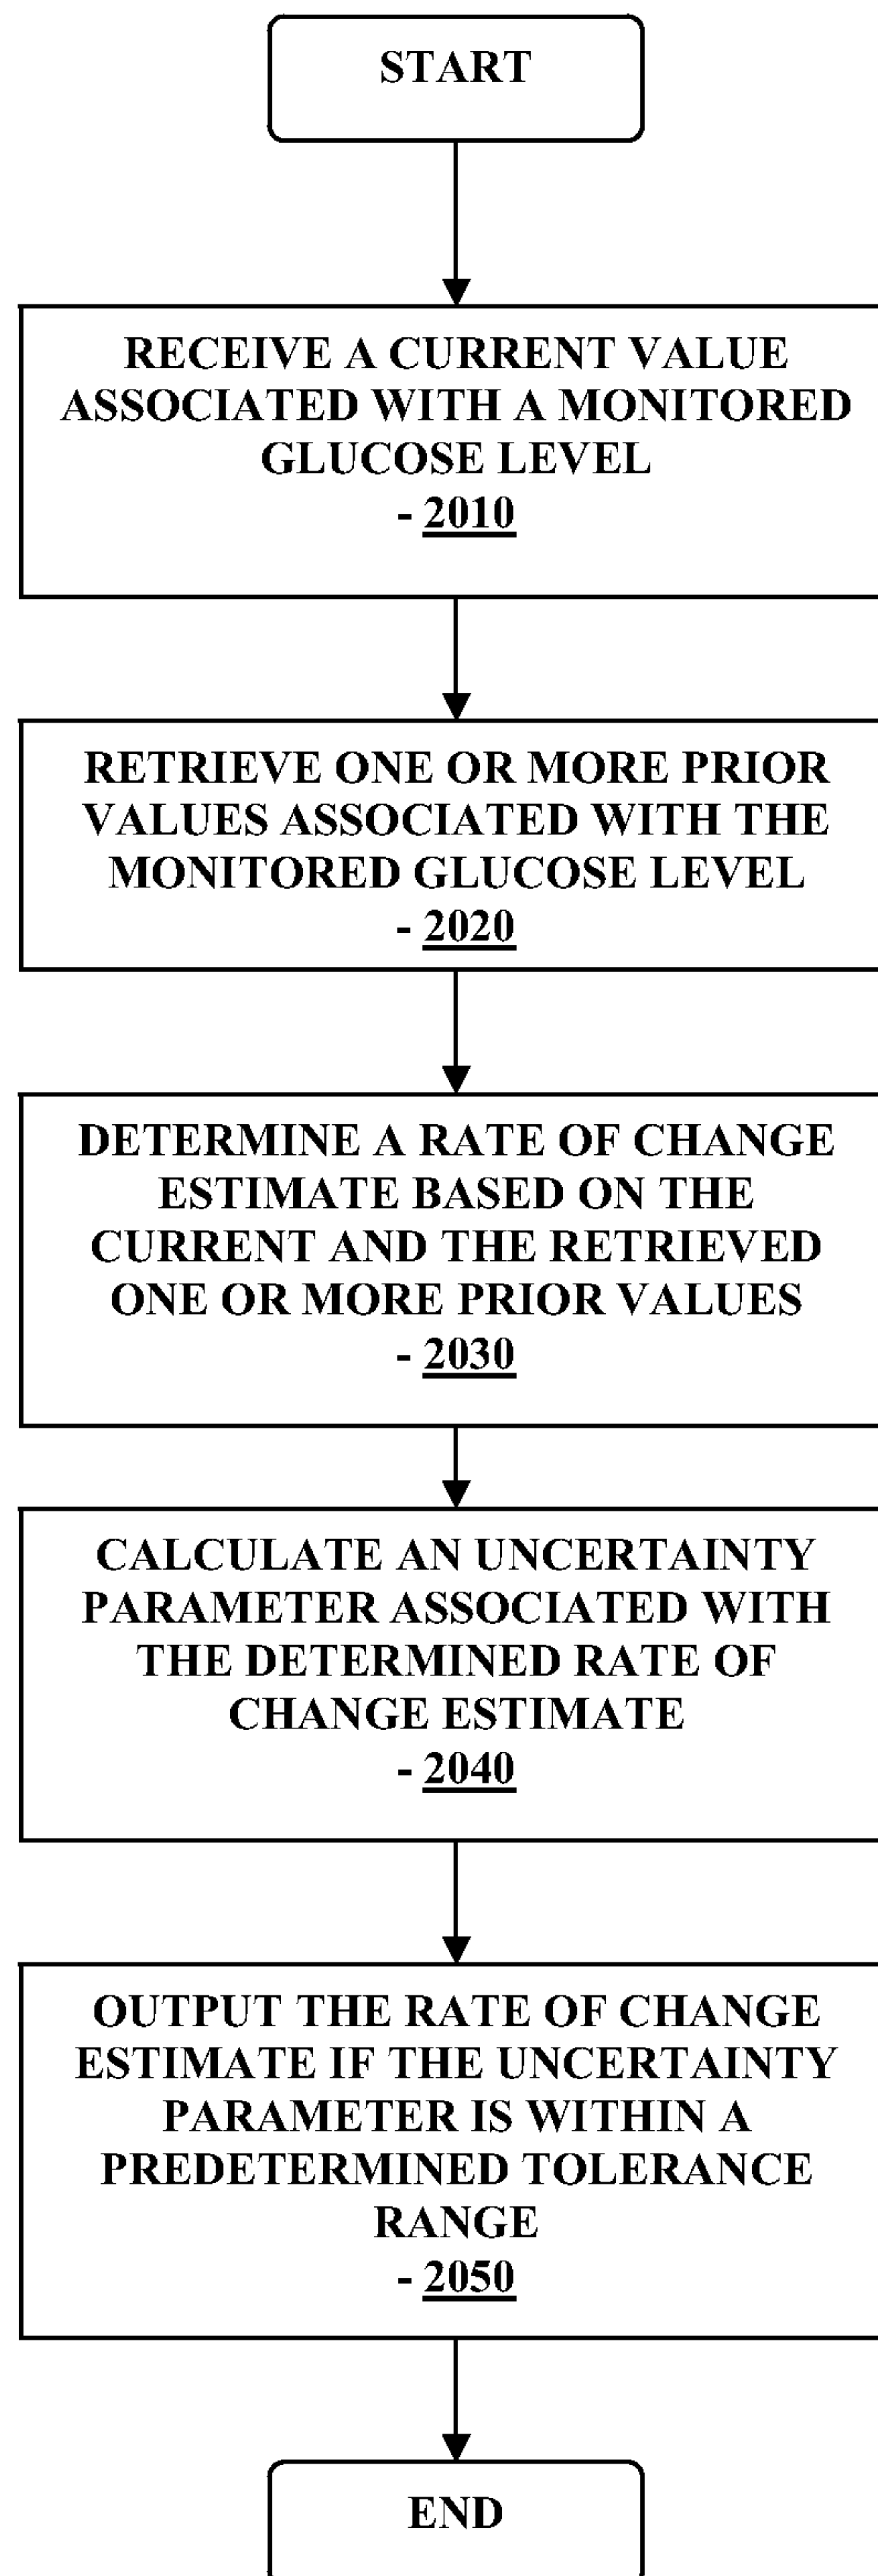 START
RECEIVE A CURRENT VALUE
ASSOCIATED WITH A MONITORED
GLUCOSE LEVEL
- 2010
RETRIEVE ONE OR MORE PRIOR
VALUES ASSOCIATED WITH THE
MONITORED GLUCOSE LEVEL
- 2020
DETERMINE A RATE OF CHANGE
ESTIMATE BASED ON THE
CURRENT AND THE RETRIEVED
ONE OR MORE PRIOR VALUES
- 2030
CALCULATE AN UNCERTAINTY
PARAMETER ASSOCIATED WITH
THE DETERMINED RATE OF
CHANGE ESTIMATE
- 2040
OUTPUT THE RATE OF CHANGE
ESTIMATE IF THE UNCERTAINTY
PARAMETER IS WITHIN A
PREDETERMINED TOLERANCE
RANGE
- 2050
END